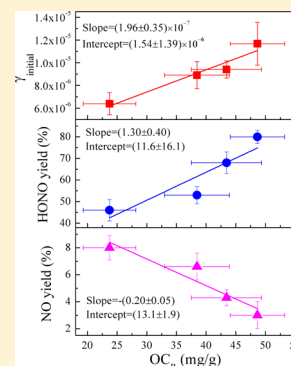 1.4x10⁻⁵
1.2x10⁻⁵
1.0x10⁻⁵
8.0x10⁻⁶
6.0x10⁻⁶
γinitial
Slope=(1.96±0.35)×10⁻⁷
Intercept=(1.54±1.39)×10⁻⁶
90
80
70
60
50
40
HONO yield (%)
Slope=(1.30±0.40)
Intercept=(11.6±16.1)
8
6
4
2
NO yield (%)
Slope=-(0.20±0.05)
Intercept=(13.1±1.9)
20 25 30 35 40 45 50 55
(mg/g)